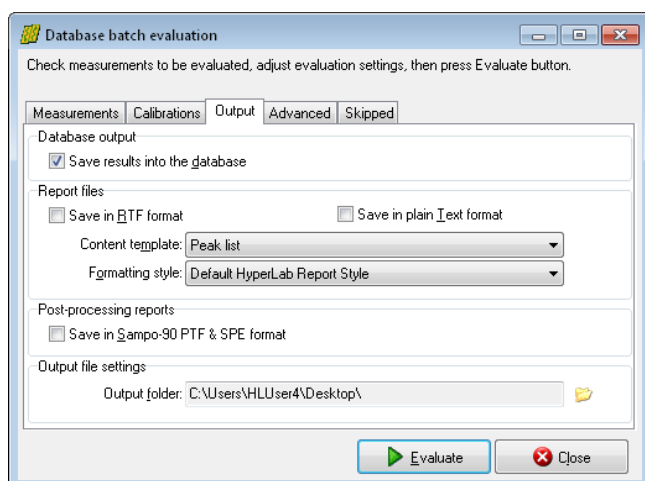 Database batch evaluation
Check measurements to be evaluated, adjust evaluation settings, then press Evaluate button.
Measurements Calibrations Output Advanced Skipped
Database output
Save results into the database
Report files
Save in RTF format Save in plain Text format
Content template: Peak list
Formatting style: Default HyperLab Report Style
Post-processing reports
Save in Sampo-90 PTF & SPE format
Output file settings
Output folder: C:\Users\HLUser4\Desktop\
Evaluate Close